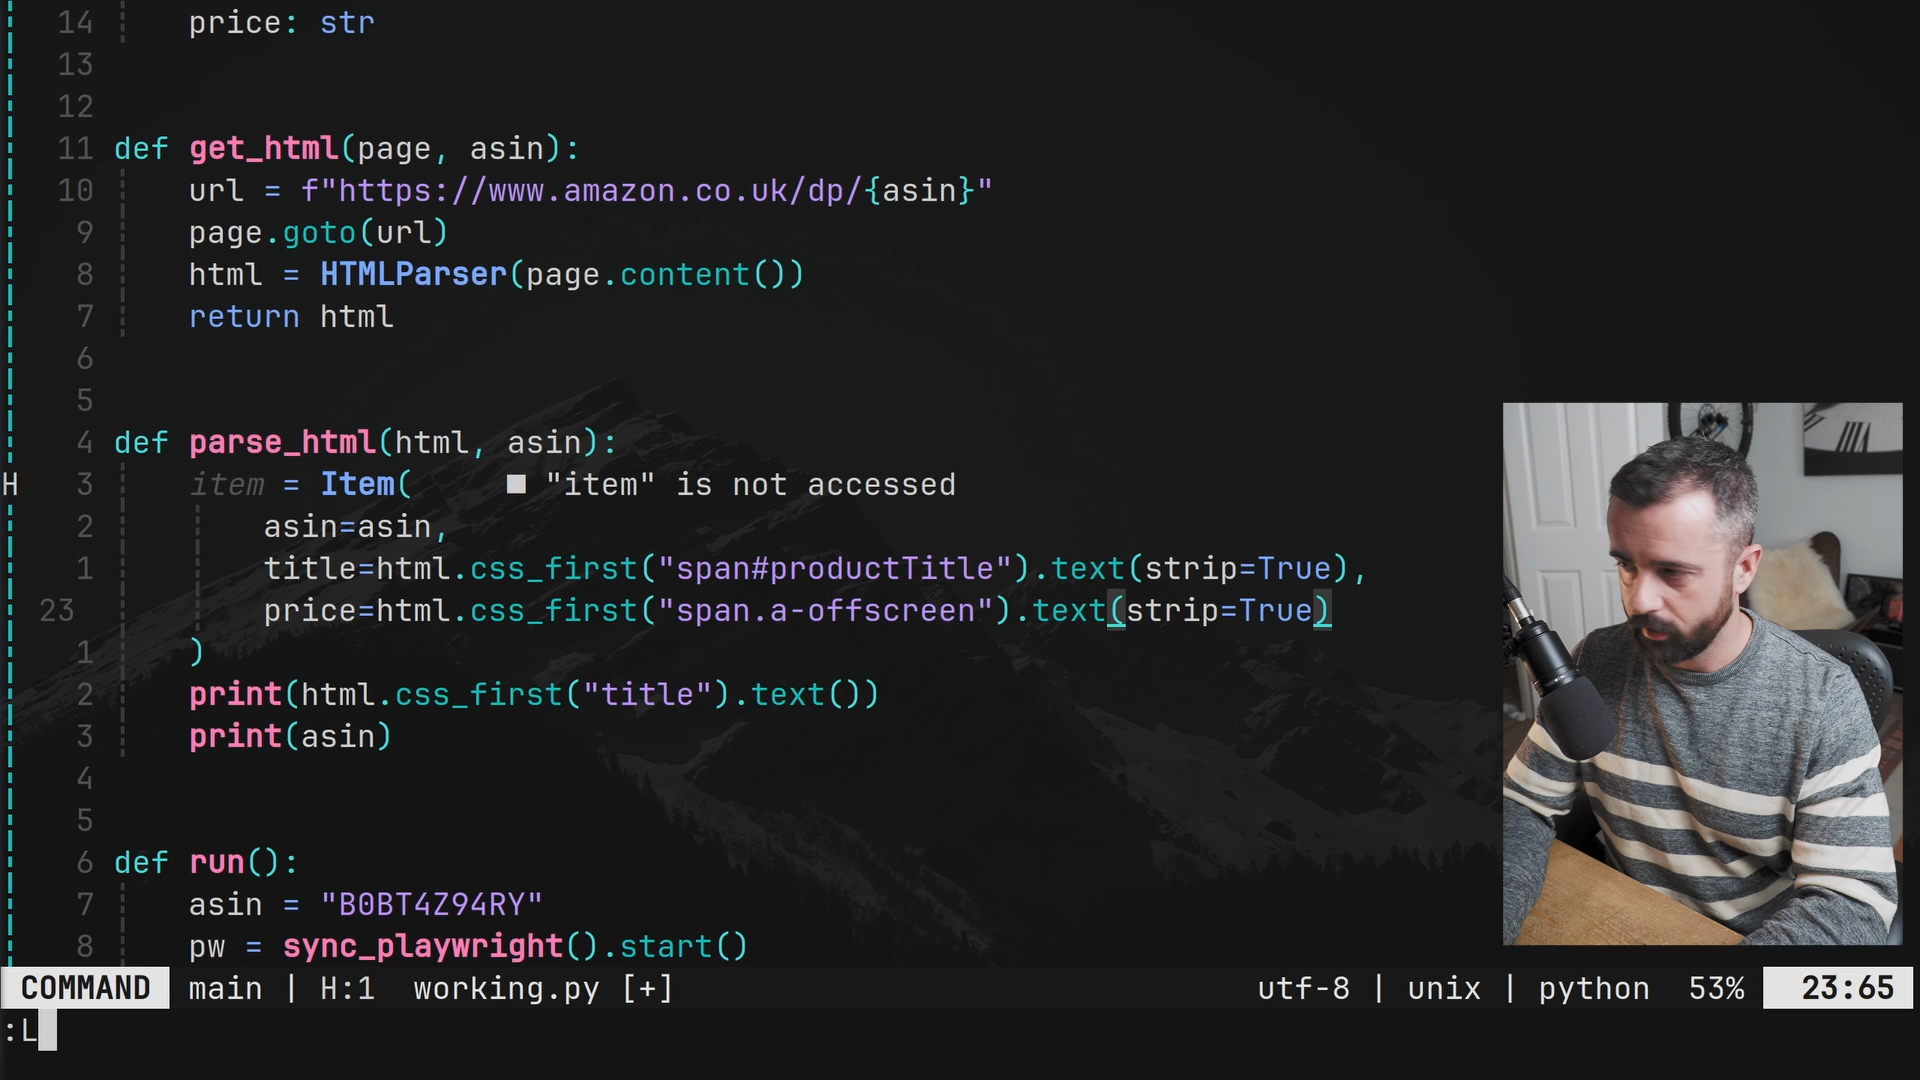 14 price: str
13
12
11 def get_html(page, asin):
10 url = f"https://www.amazon.co.uk/dp/{asin}"
9 page.goto(url)
8 html = HTMLParser(page.content())
7 return html
6
5
4 def parse_html(html, asin):
H 3 item = Item( ■ "item" is not accessed
2 asin=asin,
1 title=html.css_first("span#productTitle").text(strip=True),
23 price=html.css_first("span.a-offscreen").text(strip=True)
1 )
2 print(html.css_first("title").text())
3 print(asin)
4
5
6 def run():
7 asin = "B0BT4Z94RY"
8 pw = sync_playwright().start()
COMMAND main | H:1 working.py [+] utf-8 | unix | python 53% 23:65
:L